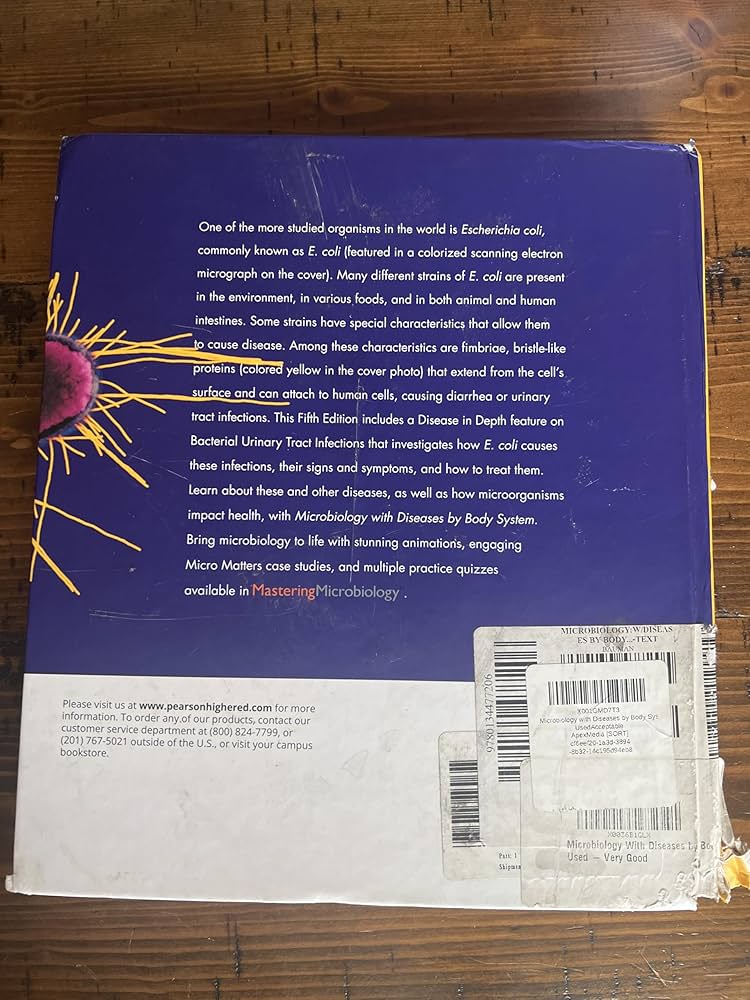 One of the more studied organisms in the world is Escherichia coli,
commonly known as E. coli (featured in a colorized scanning electron
micrograph on the cover). Many different strains of E. coli are present
in the environment, in various foods, and in both animal and human
intestines. Some strains have special characteristics that allow them
to cause disease. Among these characteristics are fimbriae, bristle-like
proteins (colored yellow in the cover photo) that extend from the cell's
surface and can attach to human cells, causing diarrhea or urinary
tract infections. This Fifth Edition includes a Disease in Depth feature on
Bacterial Urinary Tract Infections that investigates how E. coli causes
these infections, their signs and symptoms, and how to treat them.
Learn about these and other diseases, as well as how microorganisms
impact health, with Microbiology with Diseases by Body System.
Bring microbiology to life with stunning animations, engaging
Micro Matters case studies, and multiple practice quizzes
available in MasteringMicrobiology .
Please visit us at www.pearsonhighered.com for more
information. To order any of our products, contact our
customer service department at (800) 824-7799, or
(201) 767-5021 outside of the U.S., or visit your campus
bookstore.
MICROBIOLOGY:W/DISEAS
ES BY BODY...-TEXT
BAUMAN
9780134477206
X001GMD7T3
Microbiology with Diseases by Body Sys
UsedAcceptable
ApexMedia [SORT]
Microbiology With Diseases by Bo
Used — Very Good
Part: 1
Shipmen